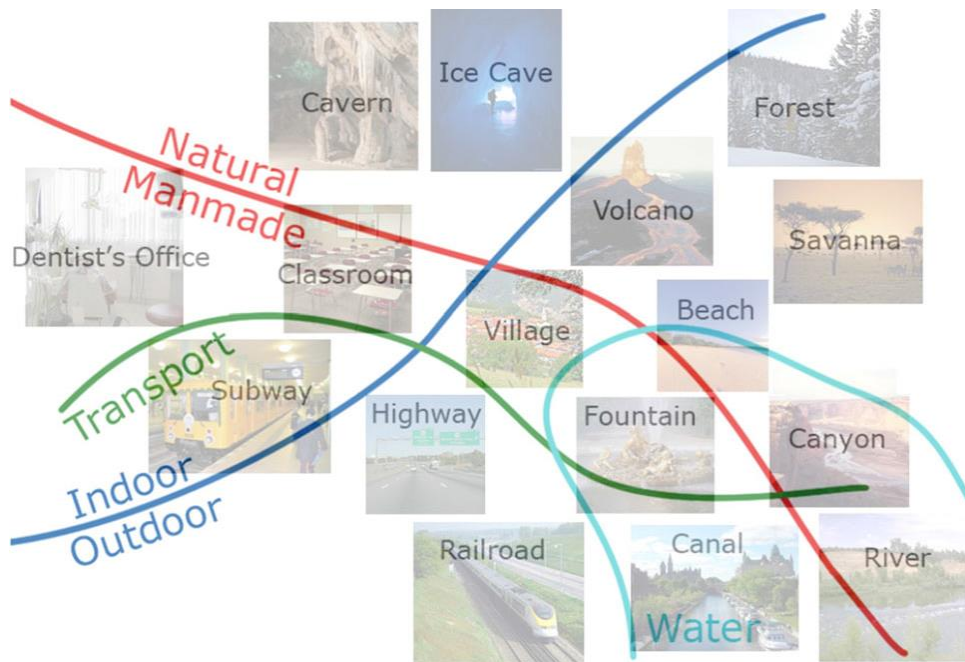 Ice Cave
Cavern
Forest
Natural
Manmade
Volcano
Savanna
Dentist's Office
Classroom
Beach
Village
Transport
Subway
Highway
Fountain
Canyon
Indoor
Outdoor
Railroad
Canal
River
Water